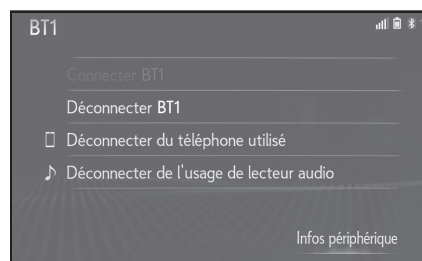 BT1
Connecter BT1
Déconnecter BT1
Déconnecter du téléphone utilisé
Déconnecter de l'usage de lecteur audio
Infos périphérique